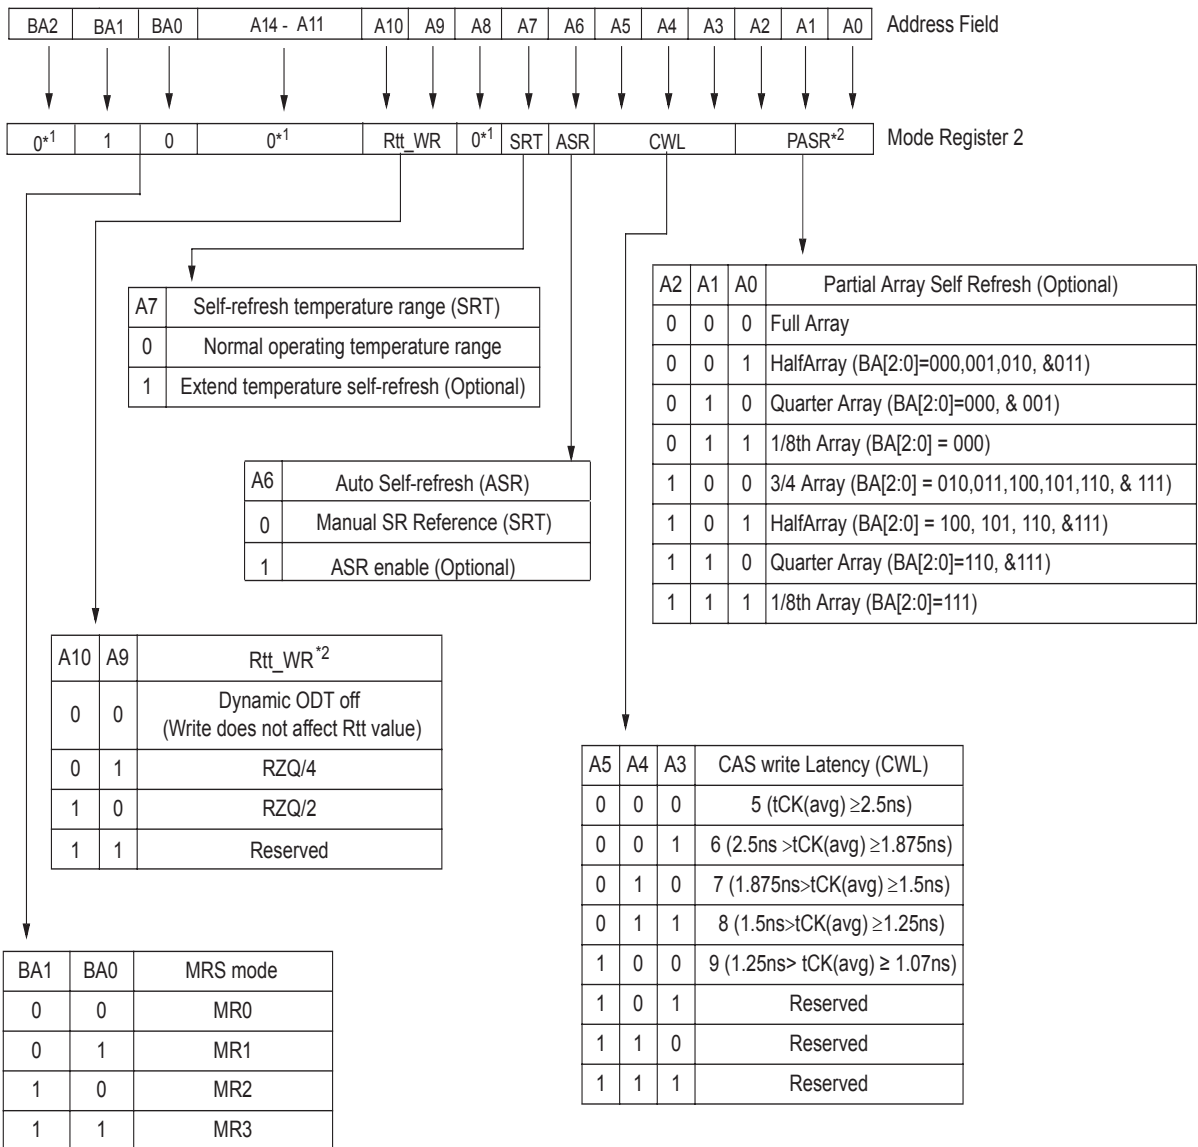 BA2 BA1 BA0 A14 - A11 A10 A9 A8 A7 A6 A5 A4 A3 A2 A1 A0 Address Field
0*1 1 0 0*1 Rtt_WR 0*1 SRT ASR CWL PASR*2 Mode Register 2
A7 Self-refresh temperature range (SRT)
0 Normal operating temperature range
1 Extend temperature self-refresh (Optional)
A2 A1 A0 Partial Array Self Refresh (Optional)
0 0 0 Full Array
0 0 1 HalfArray (BA[2:0]=000,001,010, &011)
0 1 0 Quarter Array (BA[2:0]=000, & 001)
0 1 1 1/8th Array (BA[2:0] = 000)
1 0 0 3/4 Array (BA[2:0] = 010,011,100,101,110, & 111)
1 0 1 HalfArray (BA[2:0] = 100, 101, 110, &111)
1 1 0 Quarter Array (BA[2:0]=110, &111)
1 1 1 1/8th Array (BA[2:0]=111)
A6 Auto Self-refresh (ASR)
0 Manual SR Reference (SRT)
1 ASR enable (Optional)
A10 A9 Rtt_WR*2
0 0 Dynamic ODT off
(Write does not affect Rtt value)
0 1 RZQ/4
1 0 RZQ/2
1 1 Reserved
A5 A4 A3 CAS write Latency (CWL)
0 0 0 5 (tCK(avg) ≥2.5ns)
0 0 1 6 (2.5ns >tCK(avg) ≥1.875ns)
0 1 0 7 (1.875ns>tCK(avg) ≥1.5ns)
0 1 1 8 (1.5ns>tCK(avg) ≥1.25ns)
1 0 0 9 (1.25ns> tCK(avg) ≥ 1.07ns)
1 0 1 Reserved
1 1 0 Reserved
1 1 1 Reserved
BA1 BA0 MRS mode
0 0 MR0
0 1 MR1
1 0 MR2
1 1 MR3